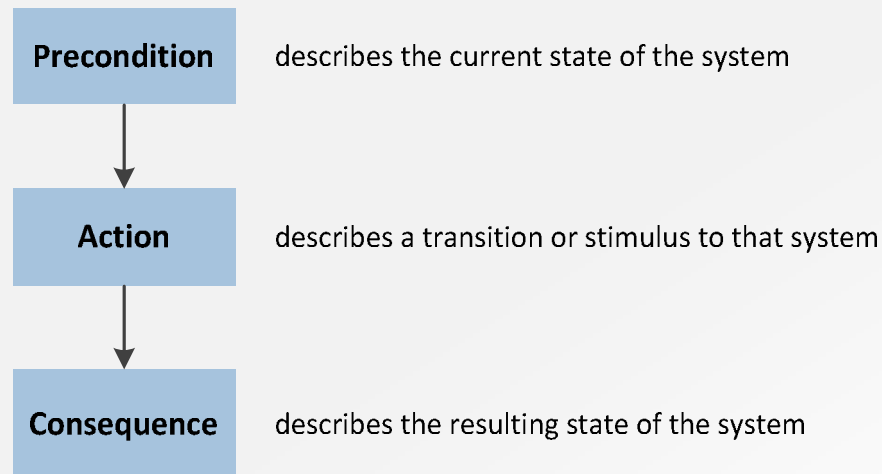 Precondition
describes the current state of the system
Action
describes a transition or stimulus to that system
Consequence
describes the resulting state of the system